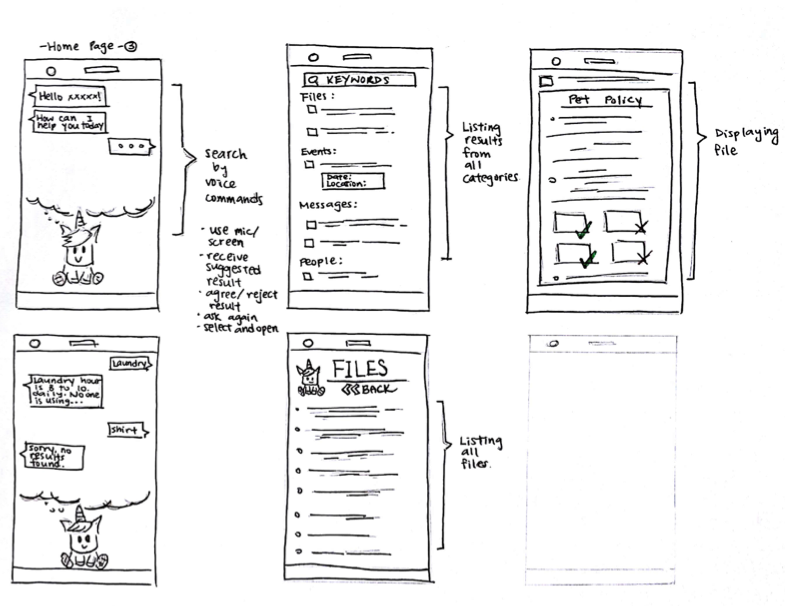 -Home Page-③
Hello xxxxx!
How can I
help you today
search
by
voice
commands
- use mic/
screen
- receive
suggested
result
- agree/reject
result
- ask again
- select and open
KEYWORDS
Files:
Events:
Date:
Location:
Messages:
People:
Listing
results
from
all
categories
Pet Policy
Displaying
file
Laundry
Laundry hour
is 8 to 10
daily. No one
is using...
shirt
Sorry, no
results
found.
FILES
BACK
Listing
all
files.